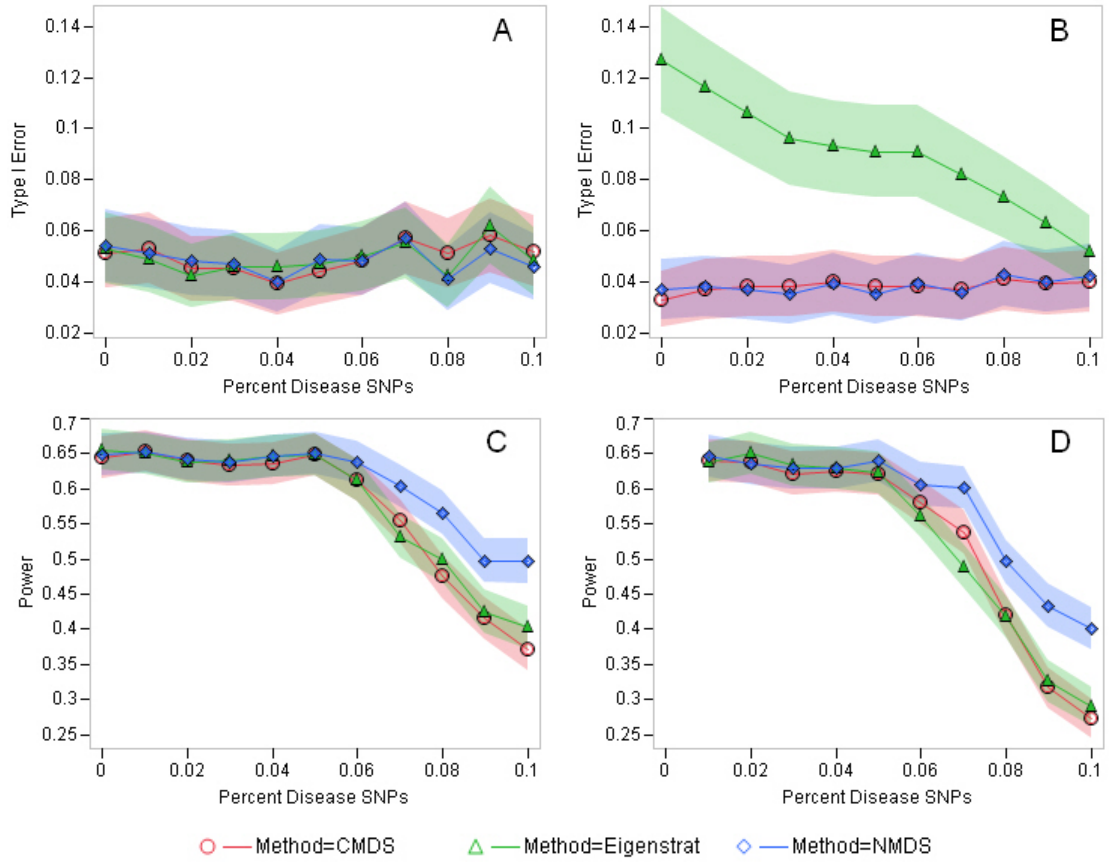 A
0.14
0.12
0.1
0.08
0.06
0.04
0.02
Type I Error
0 0.02 0.04 0.06 0.08 0.1
Percent Disease SNPs
B
0.14
0.12
0.1
0.08
0.06
0.04
0.02
Type I Error
0 0.02 0.04 0.06 0.08 0.1
Percent Disease SNPs
C
0.7
0.65
0.6
0.55
0.5
0.45
0.4
0.35
0.3
0.25
Power
0 0.02 0.04 0.06 0.08 0.1
Percent Disease SNPs
D
0.7
0.65
0.6
0.55
0.5
0.45
0.4
0.35
0.3
0.25
Power
0 0.02 0.04 0.06 0.08 0.1
Percent Disease SNPs
Method=CMDS Method=Eigenstrat Method=NMDS